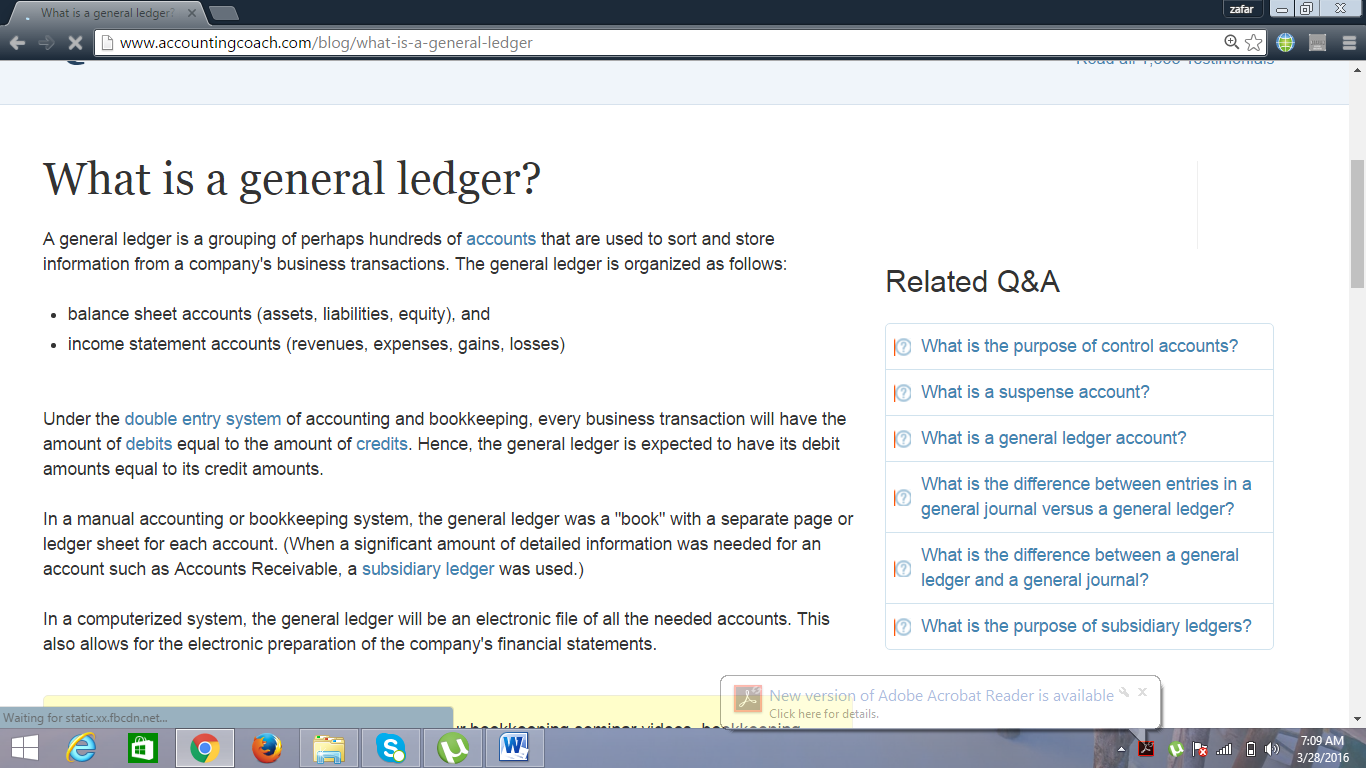 What is a general ledger?
zafar
www.accountingcoach.com/blog/what-is-a-general-ledger
What is a general ledger?
A general ledger is a grouping of perhaps hundreds of accounts that are used to sort and store
information from a company's business transactions. The general ledger is organized as follows:
balance sheet accounts (assets, liabilities, equity), and
income statement accounts (revenues, expenses, gains, losses)
Under the double entry system of accounting and bookkeeping, every business transaction will have the
amount of debits equal to the amount of credits. Hence, the general ledger is expected to have its debit
amounts equal to its credit amounts.
In a manual accounting or bookkeeping system, the general ledger was a "book" with a separate page or
ledger sheet for each account. (When a significant amount of detailed information was needed for an
account such as Accounts Receivable, a subsidiary ledger was used.)
In a computerized system, the general ledger will be an electronic file of all the needed accounts. This
also allows for the electronic preparation of the company's financial statements.
Related Q&A
What is the purpose of control accounts?
What is a suspense account?
What is a general ledger account?
What is the difference between entries in a
general journal versus a general ledger?
What is the difference between a general
ledger and a general journal?
What is the purpose of subsidiary ledgers?
New version of Adobe Acrobat Reader is available
Click here for details.
Waiting for static.xx.fbcdn.net...
7:09 AM
3/28/2016